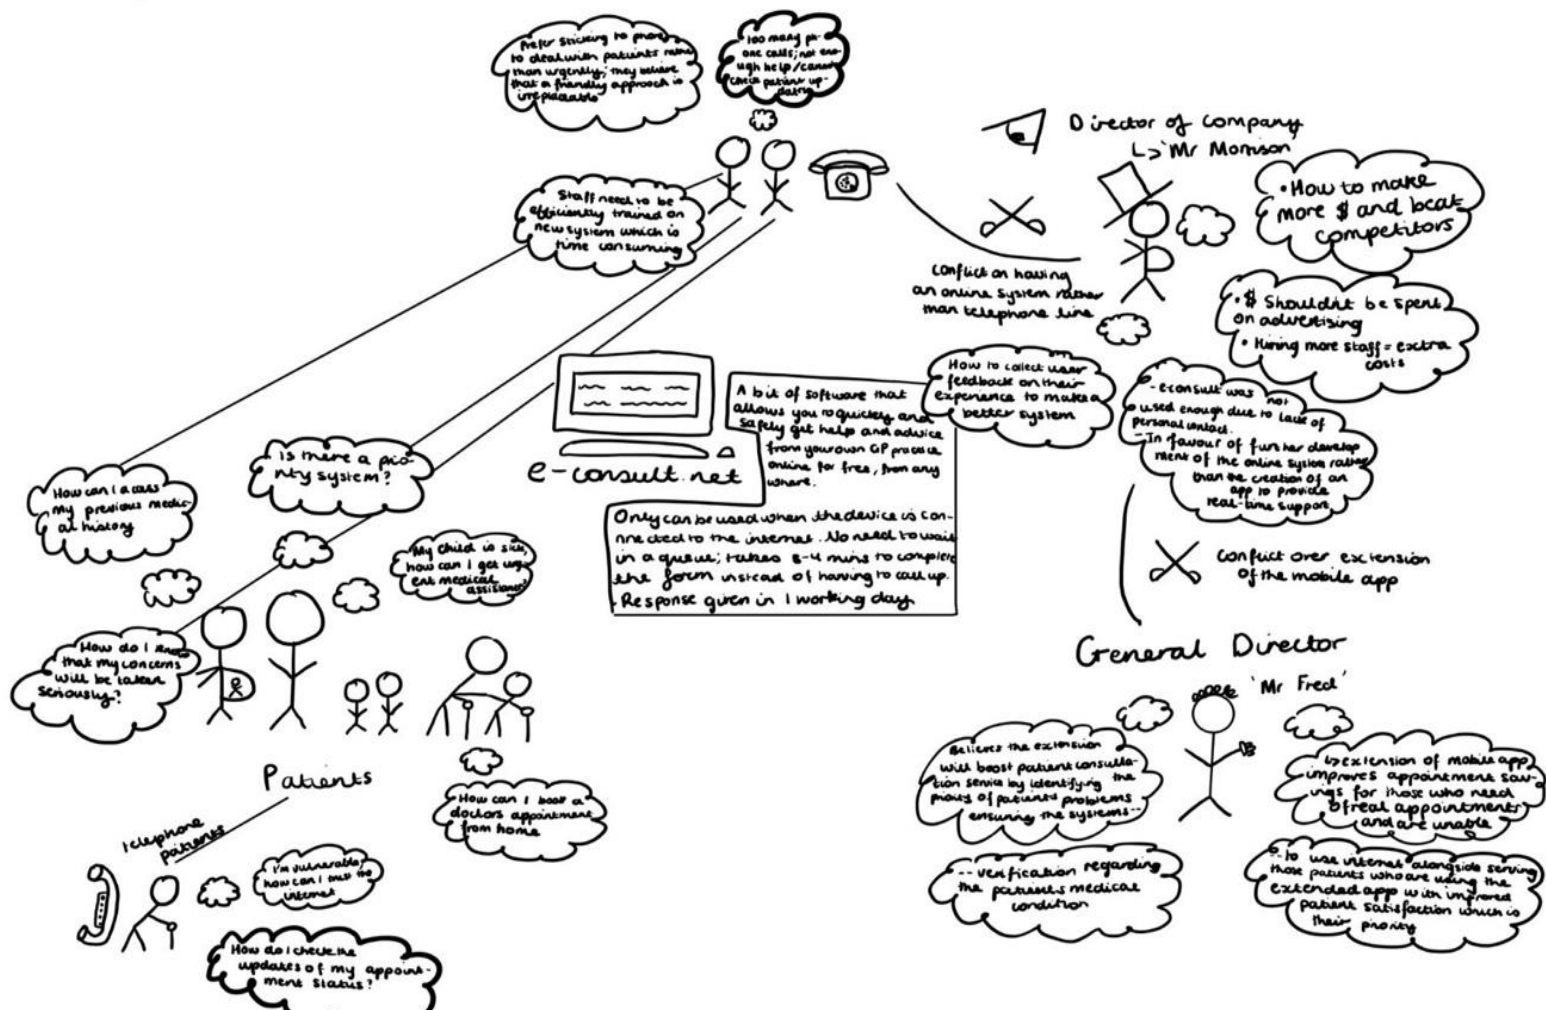 Prefer sticking to phone
to deal with patients rather
than urgently; they believe
that a friendly approach is
irreplacable
Too many ph-
one calls; not eno-
ugh help/cannot
check patient up-
dates
Director of company
↳ 'Mr Morrison'
• How to make
more $ and beat
competitors
Staff need to be
efficiently trained on
new system which is
time consuming
Conflict on having
an online system rather
than telephone line
• $ Shouldn't be spent
on advertising
• Hiring more staff = extra
costs
How to collect user
feedback on their
experience to make a
better system
- econsult was not
used enough due to lack of
personal contact.
- In favour of further develop
ment of the online system rather
than the creation of an
app to provide
real-time support
A bit of software that
allows you to quickly and
safely get help and advice
from your own GP practice
online for free, from any
where.
e-consult.net
Only can be used when the device is con-
nnected to the internet. No need to wait
in a queue; takes 3-4 mins to complete
the form instead of having to call up.
Response given in 1 working day
Is there a prio-
rity system?
How can I access
my previous medic-
al history
My child is sick,
how can I get urg-
ent medical
assistance?
How do I know
that my concerns
will be taken
seriously?
Conflict over extension
of the mobile app
General Director
'Mr Fred'
Patients
How can I book a
doctors appointment
from home
Telephone
patients
I'm vulnerable,
how can I trust the
internet
How do I check the
updates of my appoint-
ment status?
Believes the extension
will boost patient consulta-
tion service by identifying the
priority of patients problems
ensuring the systems--
-- verification regarding
the patients medical
condition
↳ extension of mobile app
improves appointment sav-
ings for those who need
real appointments
and are unable
-- to use internet alongside serving
those patients who are using the
extended app with improved
patient satisfaction which is
their priority